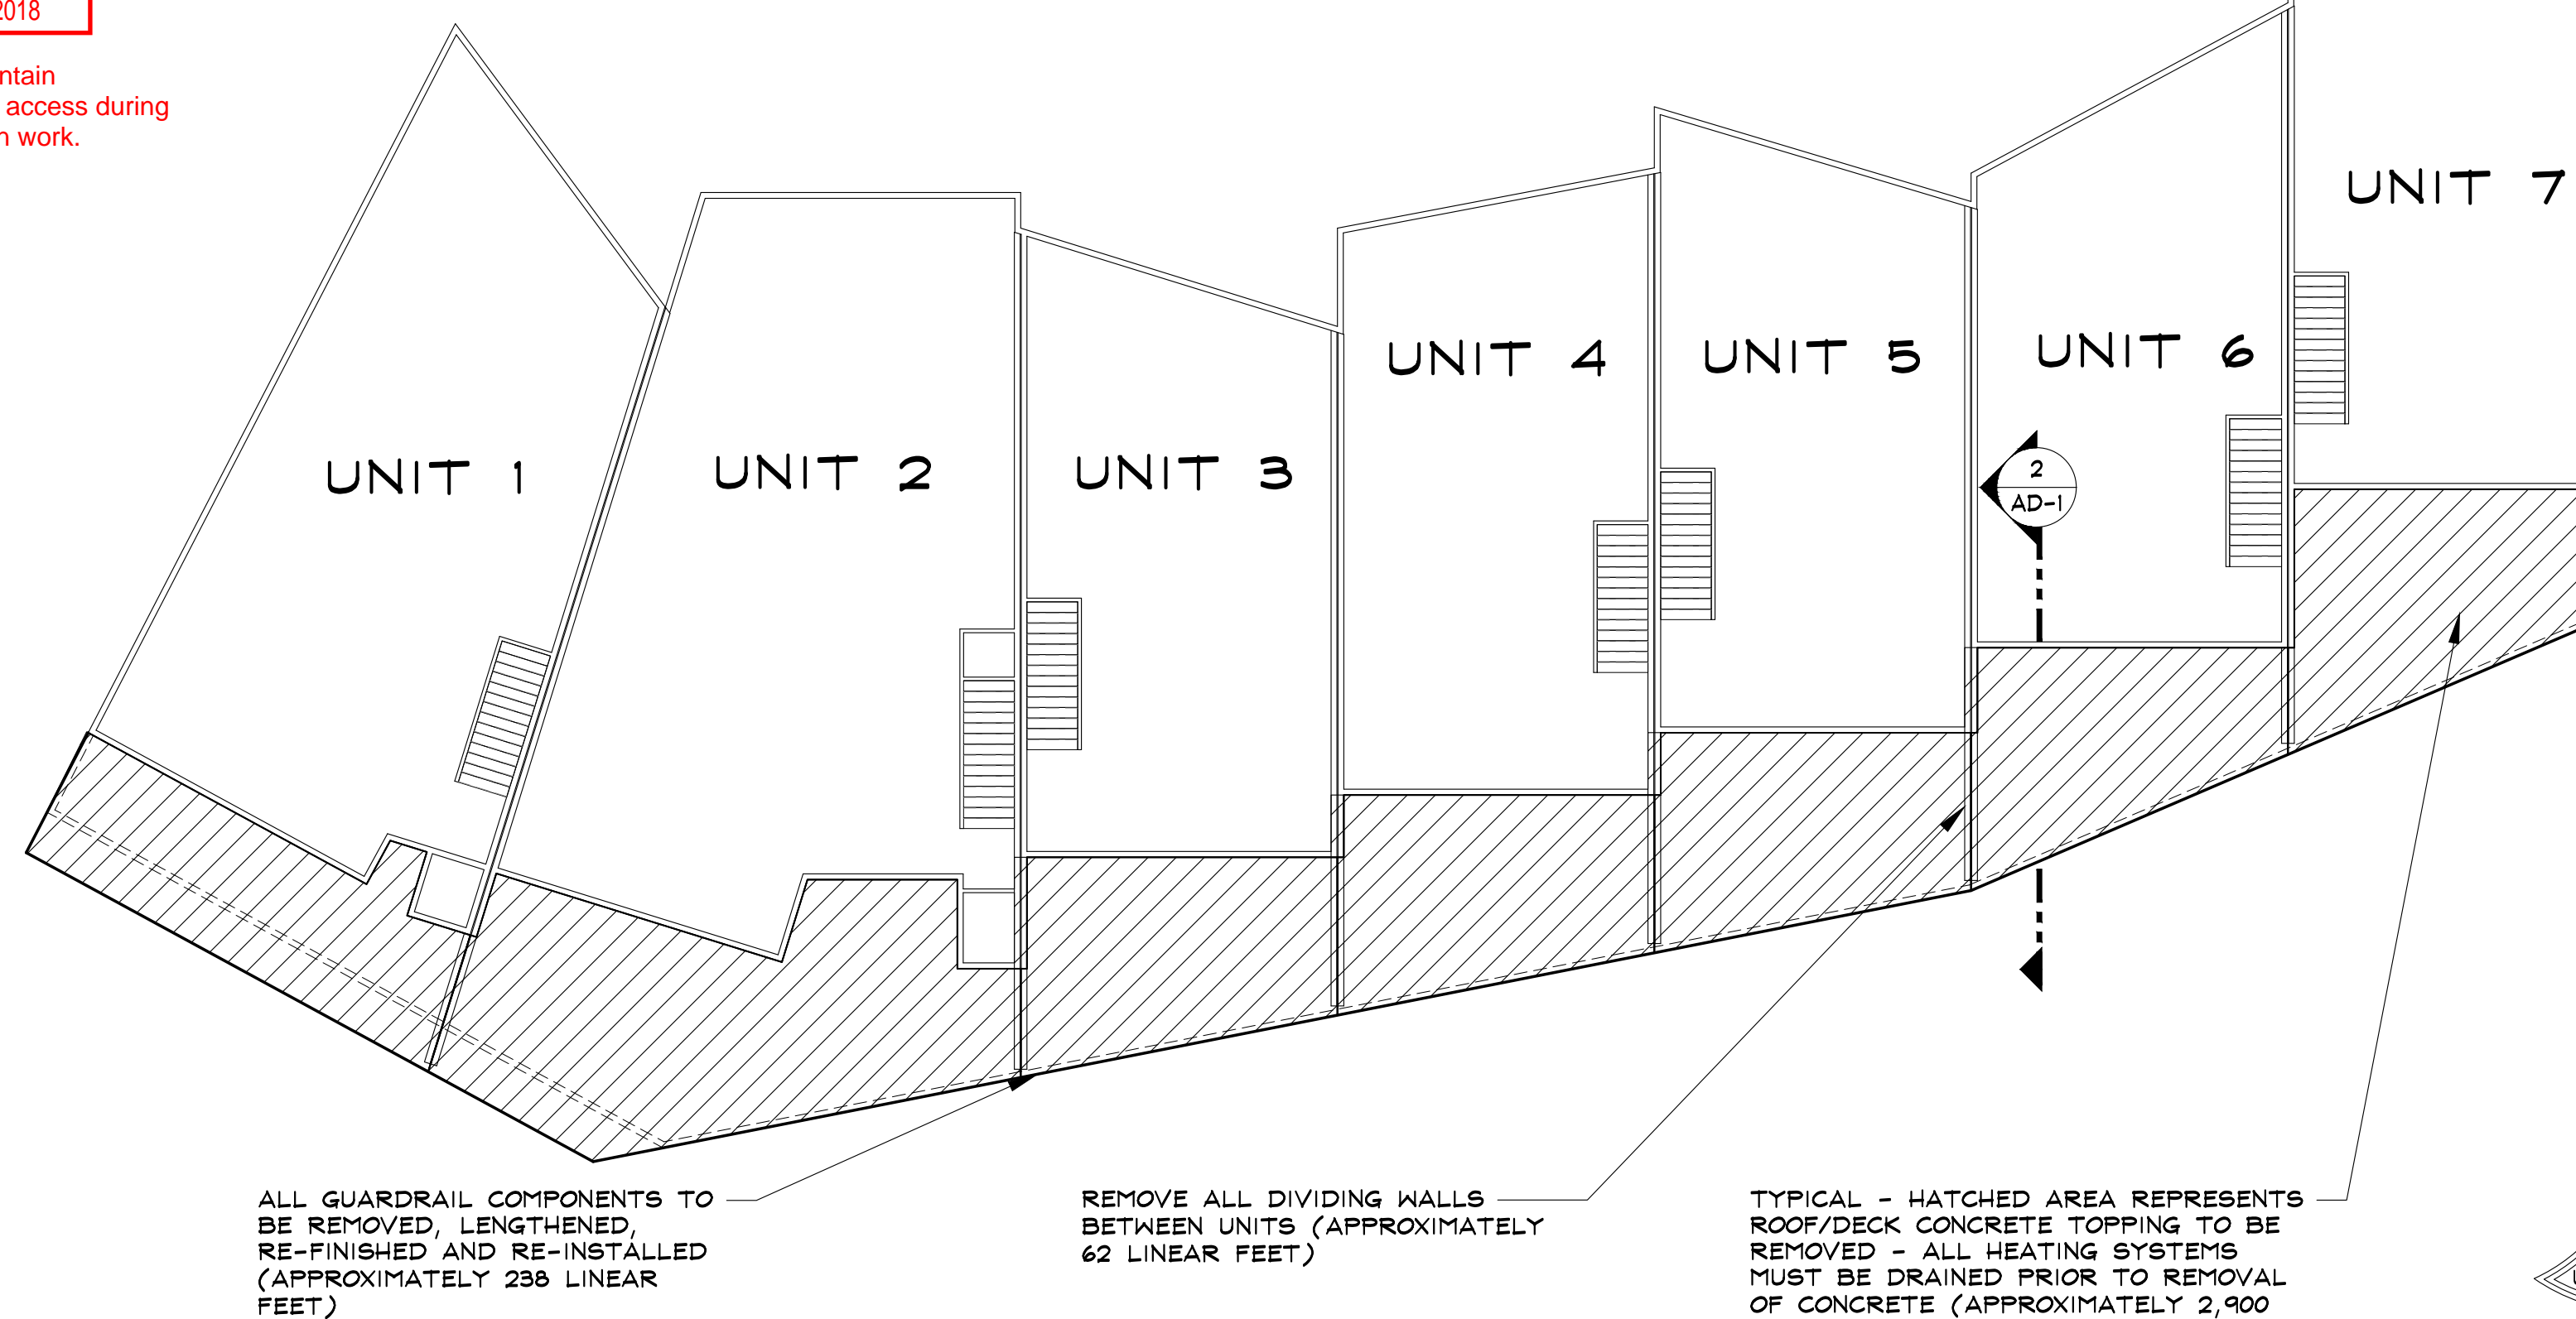 2018
access during
work.
UNIT 7
UNIT 4
UNIT 5
UNIT 6
UNIT 1
UNIT 2
UNIT 3
2
AD-1
ALL GUARDRAIL COMPONENTS TO
BE REMOVED, LENGTHENED,
RE-FINISHED AND RE-INSTALLED
(APPROXIMATELY 238 LINEAR
FEET)
REMOVE ALL DIVIDING WALLS
BETWEEN UNITS (APPROXIMATELY
62 LINEAR FEET)
TYPICAL - HATCHED AREA REPRESENTS
ROOF/DECK CONCRETE TOPPING TO BE
REMOVED - ALL HEATING SYSTEMS
MUST BE DRAINED PRIOR TO REMOVAL
OF CONCRETE (APPROXIMATELY 2,900